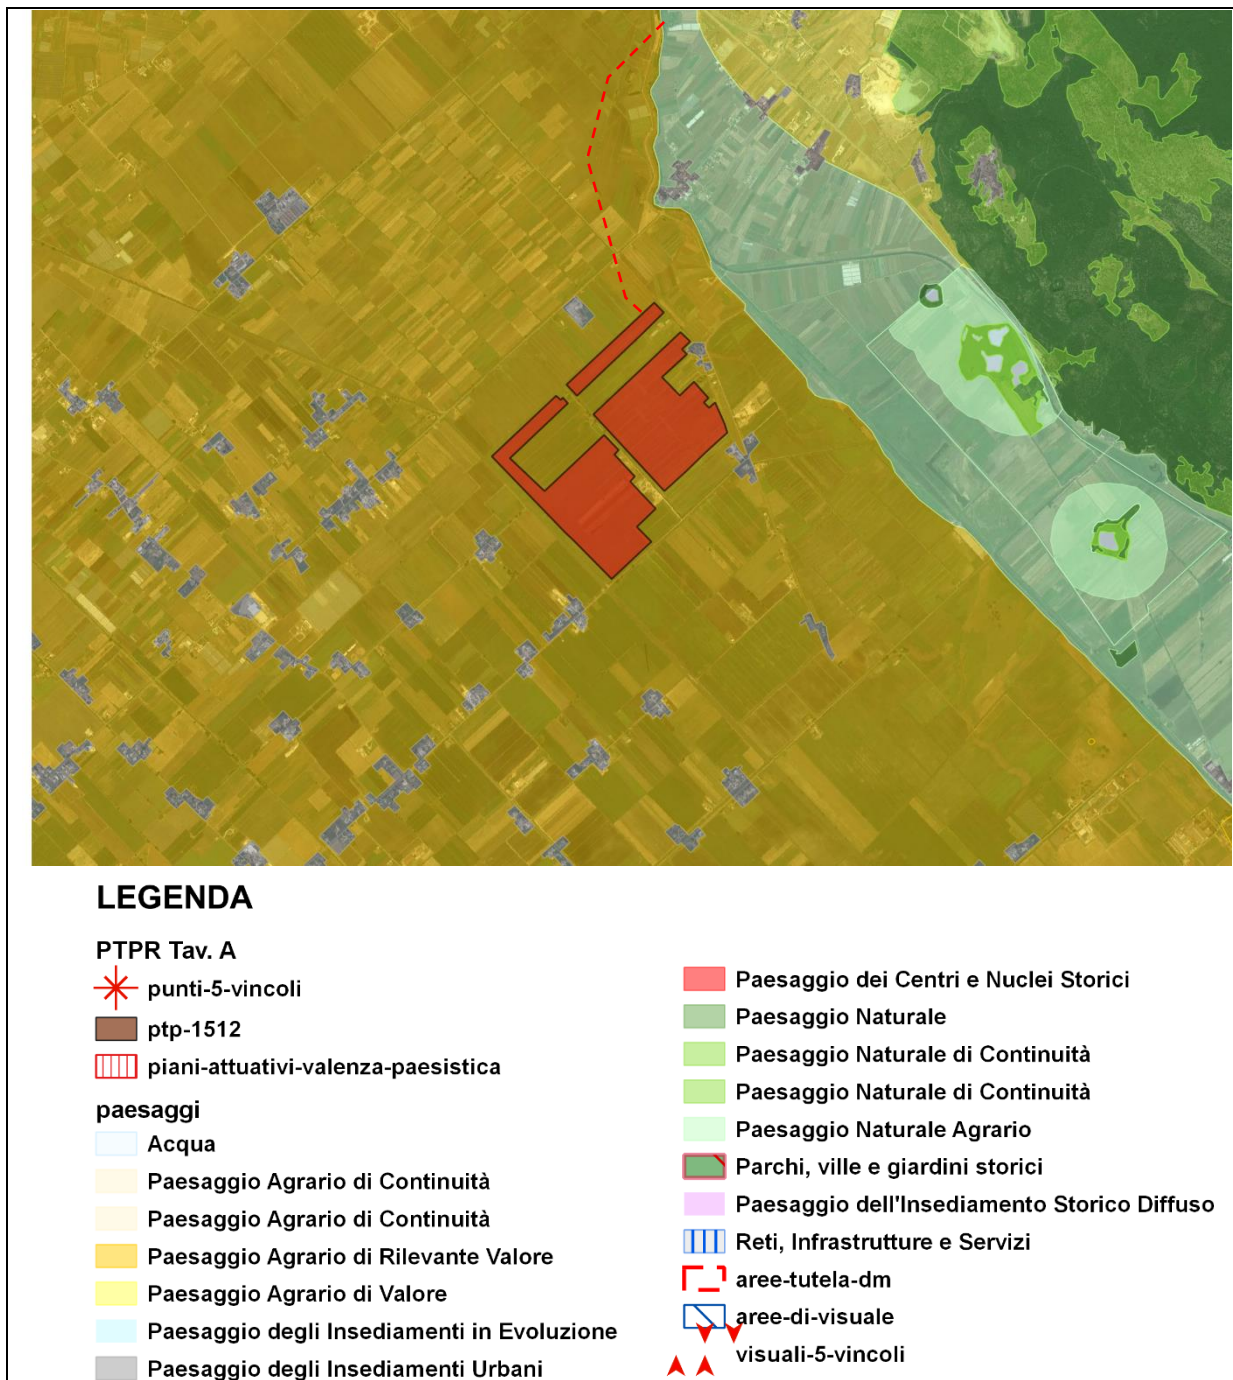 LEGENDA
PTPR Tav. A
punti-5-vincoli
ptp-1512
piani-attuativi-valenza-paesistica
paesaggi
Acqua
Paesaggio Agrario di Continuità
Paesaggio Agrario di Continuità
Paesaggio Agrario di Rilevante Valore
Paesaggio Agrario di Valore
Paesaggio degli Insediamenti in Evoluzione
Paesaggio degli Insediamenti Urbani
Paesaggio dei Centri e Nuclei Storici
Paesaggio Naturale
Paesaggio Naturale di Continuità
Paesaggio Naturale di Continuità
Paesaggio Naturale Agrario
Parchi, ville e giardini storici
Paesaggio dell'Insediamento Storico Diffuso
Reti, Infrastrutture e Servizi
aree-tutela-dm
aree-di-visuale
visuali-5-vincoli